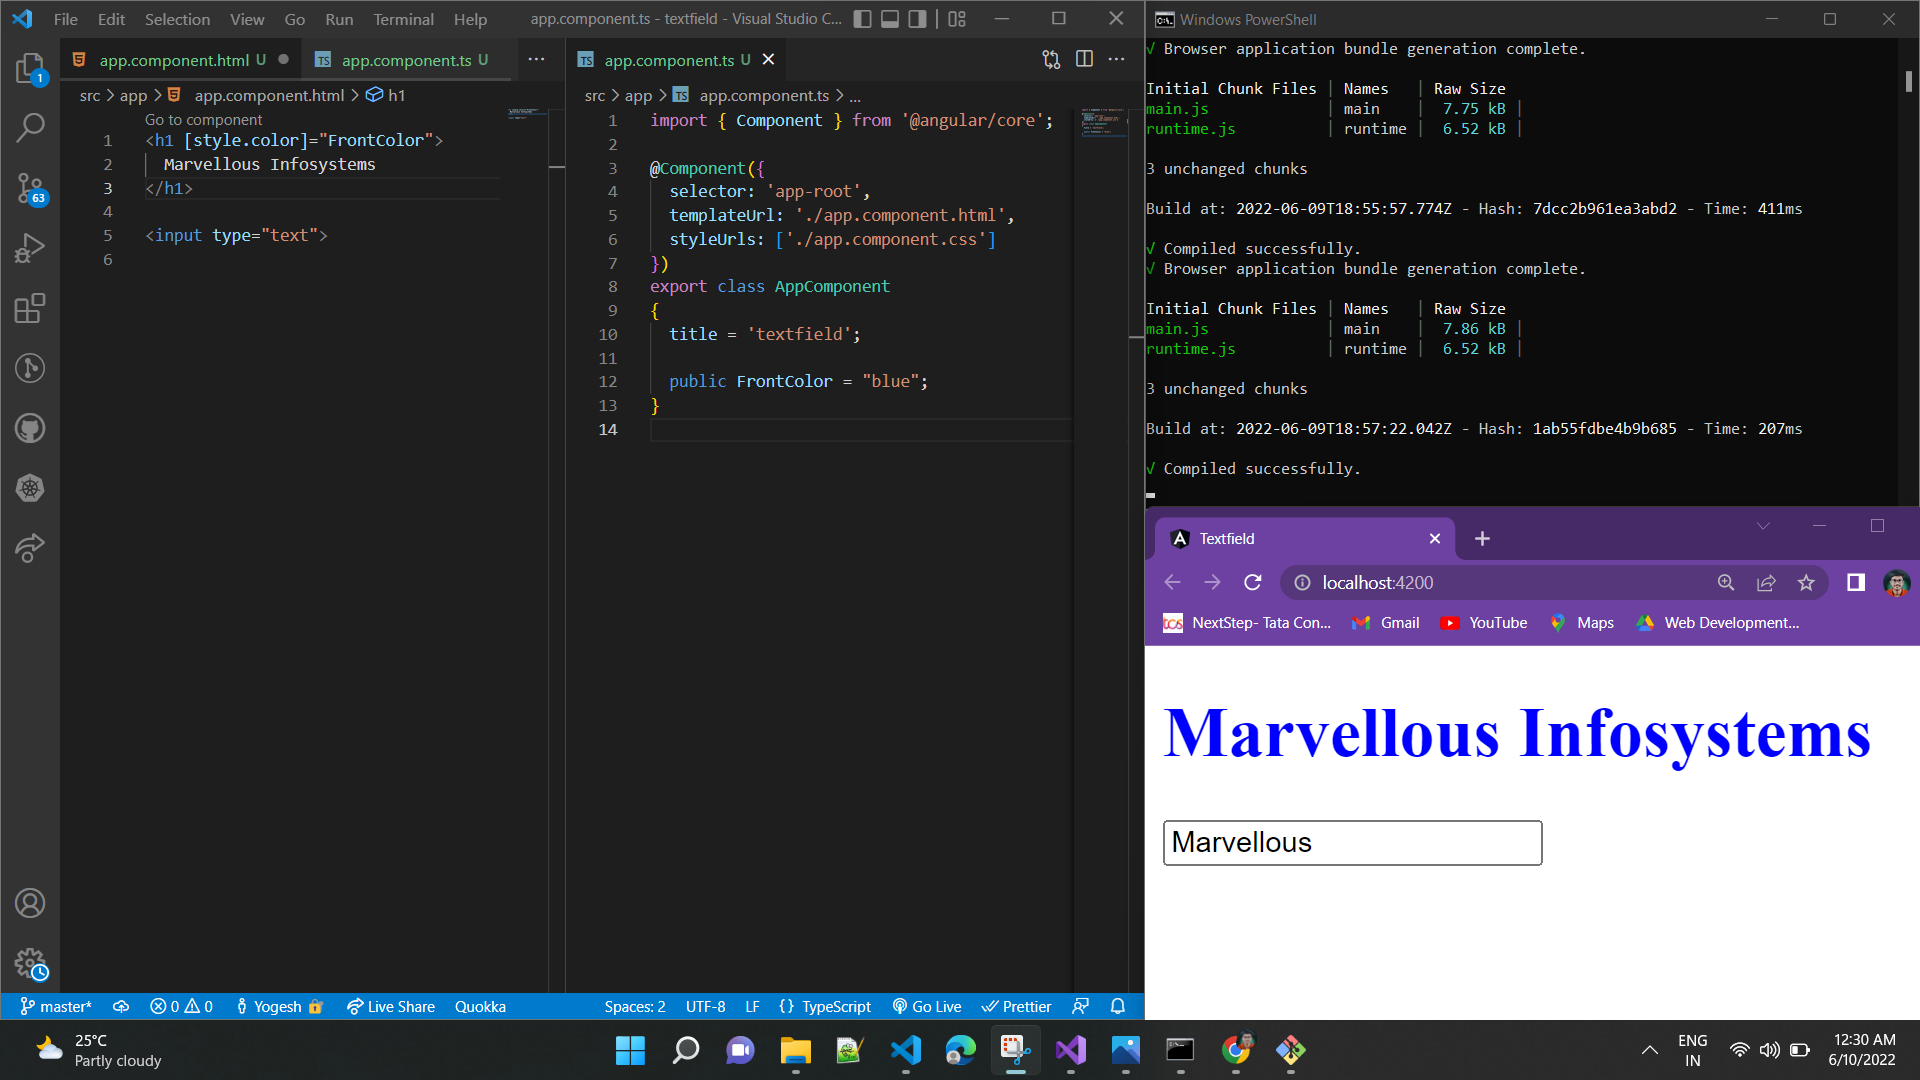 File Edit Selection View Go Run Terminal Help
app.component.ts - textfield - Visual Studio C...
app.component.html U
app.component.ts U
src > app > app.component.html > h1
Go to component
1 <h1 [style.color]="FrontColor">
2 Marvellous Infosystems
3 </h1>
4
5 <input type="text">
6
app.component.ts U
src > app > TS app.component.ts > ...
1 import { Component } from '@angular/core';
2
3 @Component({
4 selector: 'app-root',
5 templateUrl: './app.component.html',
6 styleUrls: ['./app.component.css']
7 })
8 export class AppComponent
9 {
10 title = 'textfield';
11
12 public FrontColor = "blue";
13 }
14
1
63
master* 0 0 Yogesh Live Share Quokka
Spaces: 2 UTF-8 LF {} TypeScript Go Live Prettier
Windows PowerShell
√ Browser application bundle generation complete.
Initial Chunk Files | Names | Raw Size
main.js | main | 7.75 kB |
runtime.js | runtime | 6.52 kB |
3 unchanged chunks
Build at: 2022-06-09T18:55:57.774Z - Hash: 7dcc2b961ea3abd2 - Time: 411ms
√ Compiled successfully.
√ Browser application bundle generation complete.
Initial Chunk Files | Names | Raw Size
main.js | main | 7.86 kB |
runtime.js | runtime | 6.52 kB |
3 unchanged chunks
Build at: 2022-06-09T18:57:22.042Z - Hash: 1ab55fdbe4b9b685 - Time: 207ms
√ Compiled successfully.
Textfield
localhost:4200
tcs NextStep- Tata Con... Gmail YouTube Maps Web Development...
Marvellous Infosystems
Marvellous
25°C
Partly cloudy
ENG
IN
12:30 AM
6/10/2022